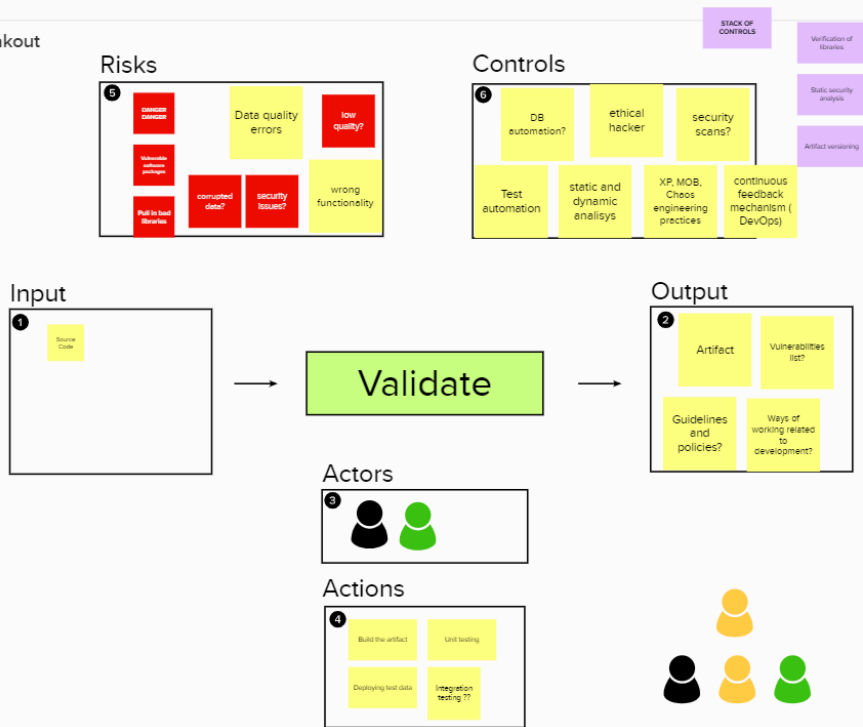 akout
STACK OF
CONTROLS
Verification of
libraries
Static security
analysis
Artifact versioning
Risks
5
DANGER
DANGER
Vulnerable
software
packages
Pull in bad
libraries
Data quality
errors
low
quality?
corrupted
data?
security
issues?
wrong
functionality
Controls
6
DB
automation?
ethical
hacker
security
scans?
Test
automation
static and
dynamic
analisys
XP, MOB,
Chaos
engineering
practices
continuous
feedback
mechanism (
DevOps)
Input
1
Source
Code
Validate
Output
2
Artifact
Vulnerabilities
list?
Guidelines
and
policies?
Ways of
working related
to
development?
Actors
3
Actions
4
Build the artifact
Unit testing
Deploying test data
Integration
testing ??